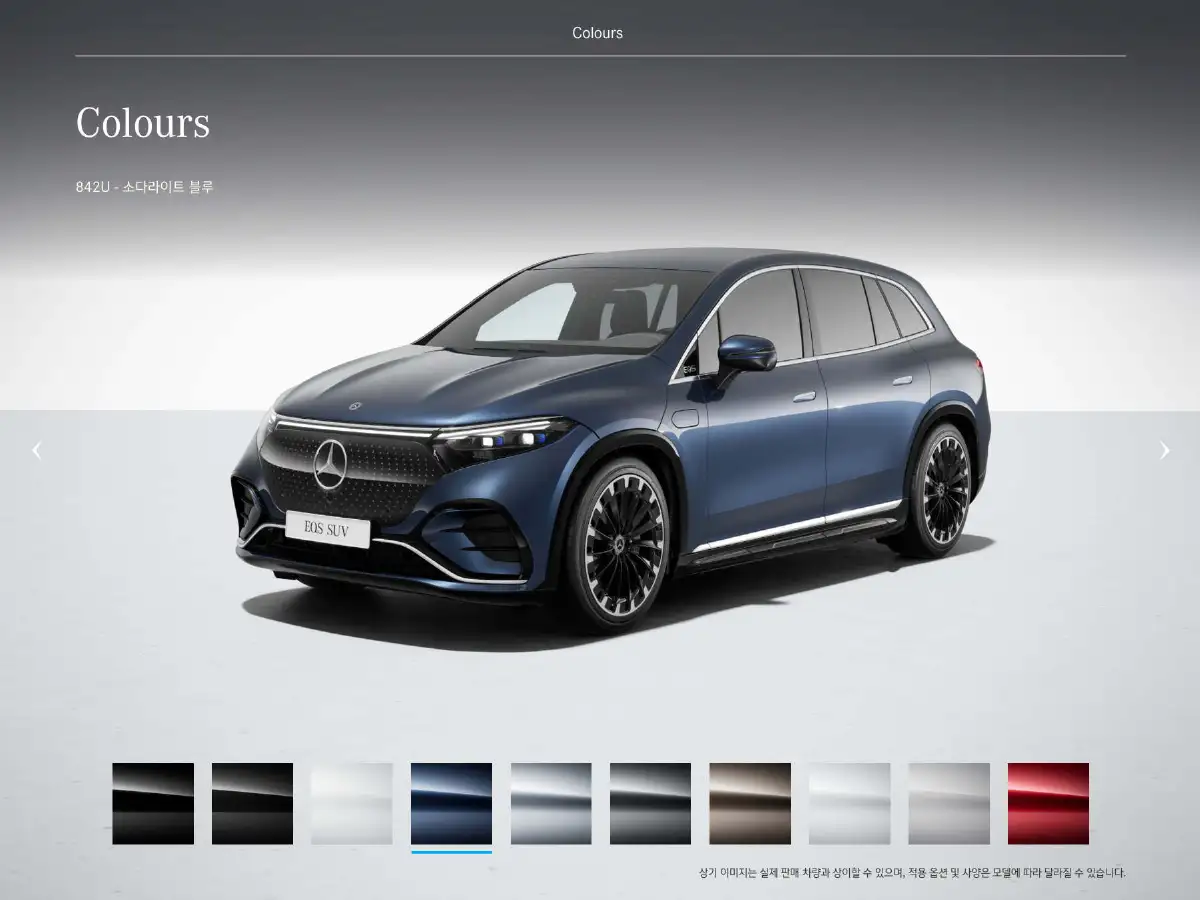 Colours
Colours
842U - 소다라이트 블루
EQS
EQS SUV
상기 이미지는 실제 판매 차량과 상이할 수 있으며, 적용 옵션 및 사양은 모델에 따라 달라질 수 있습니다.